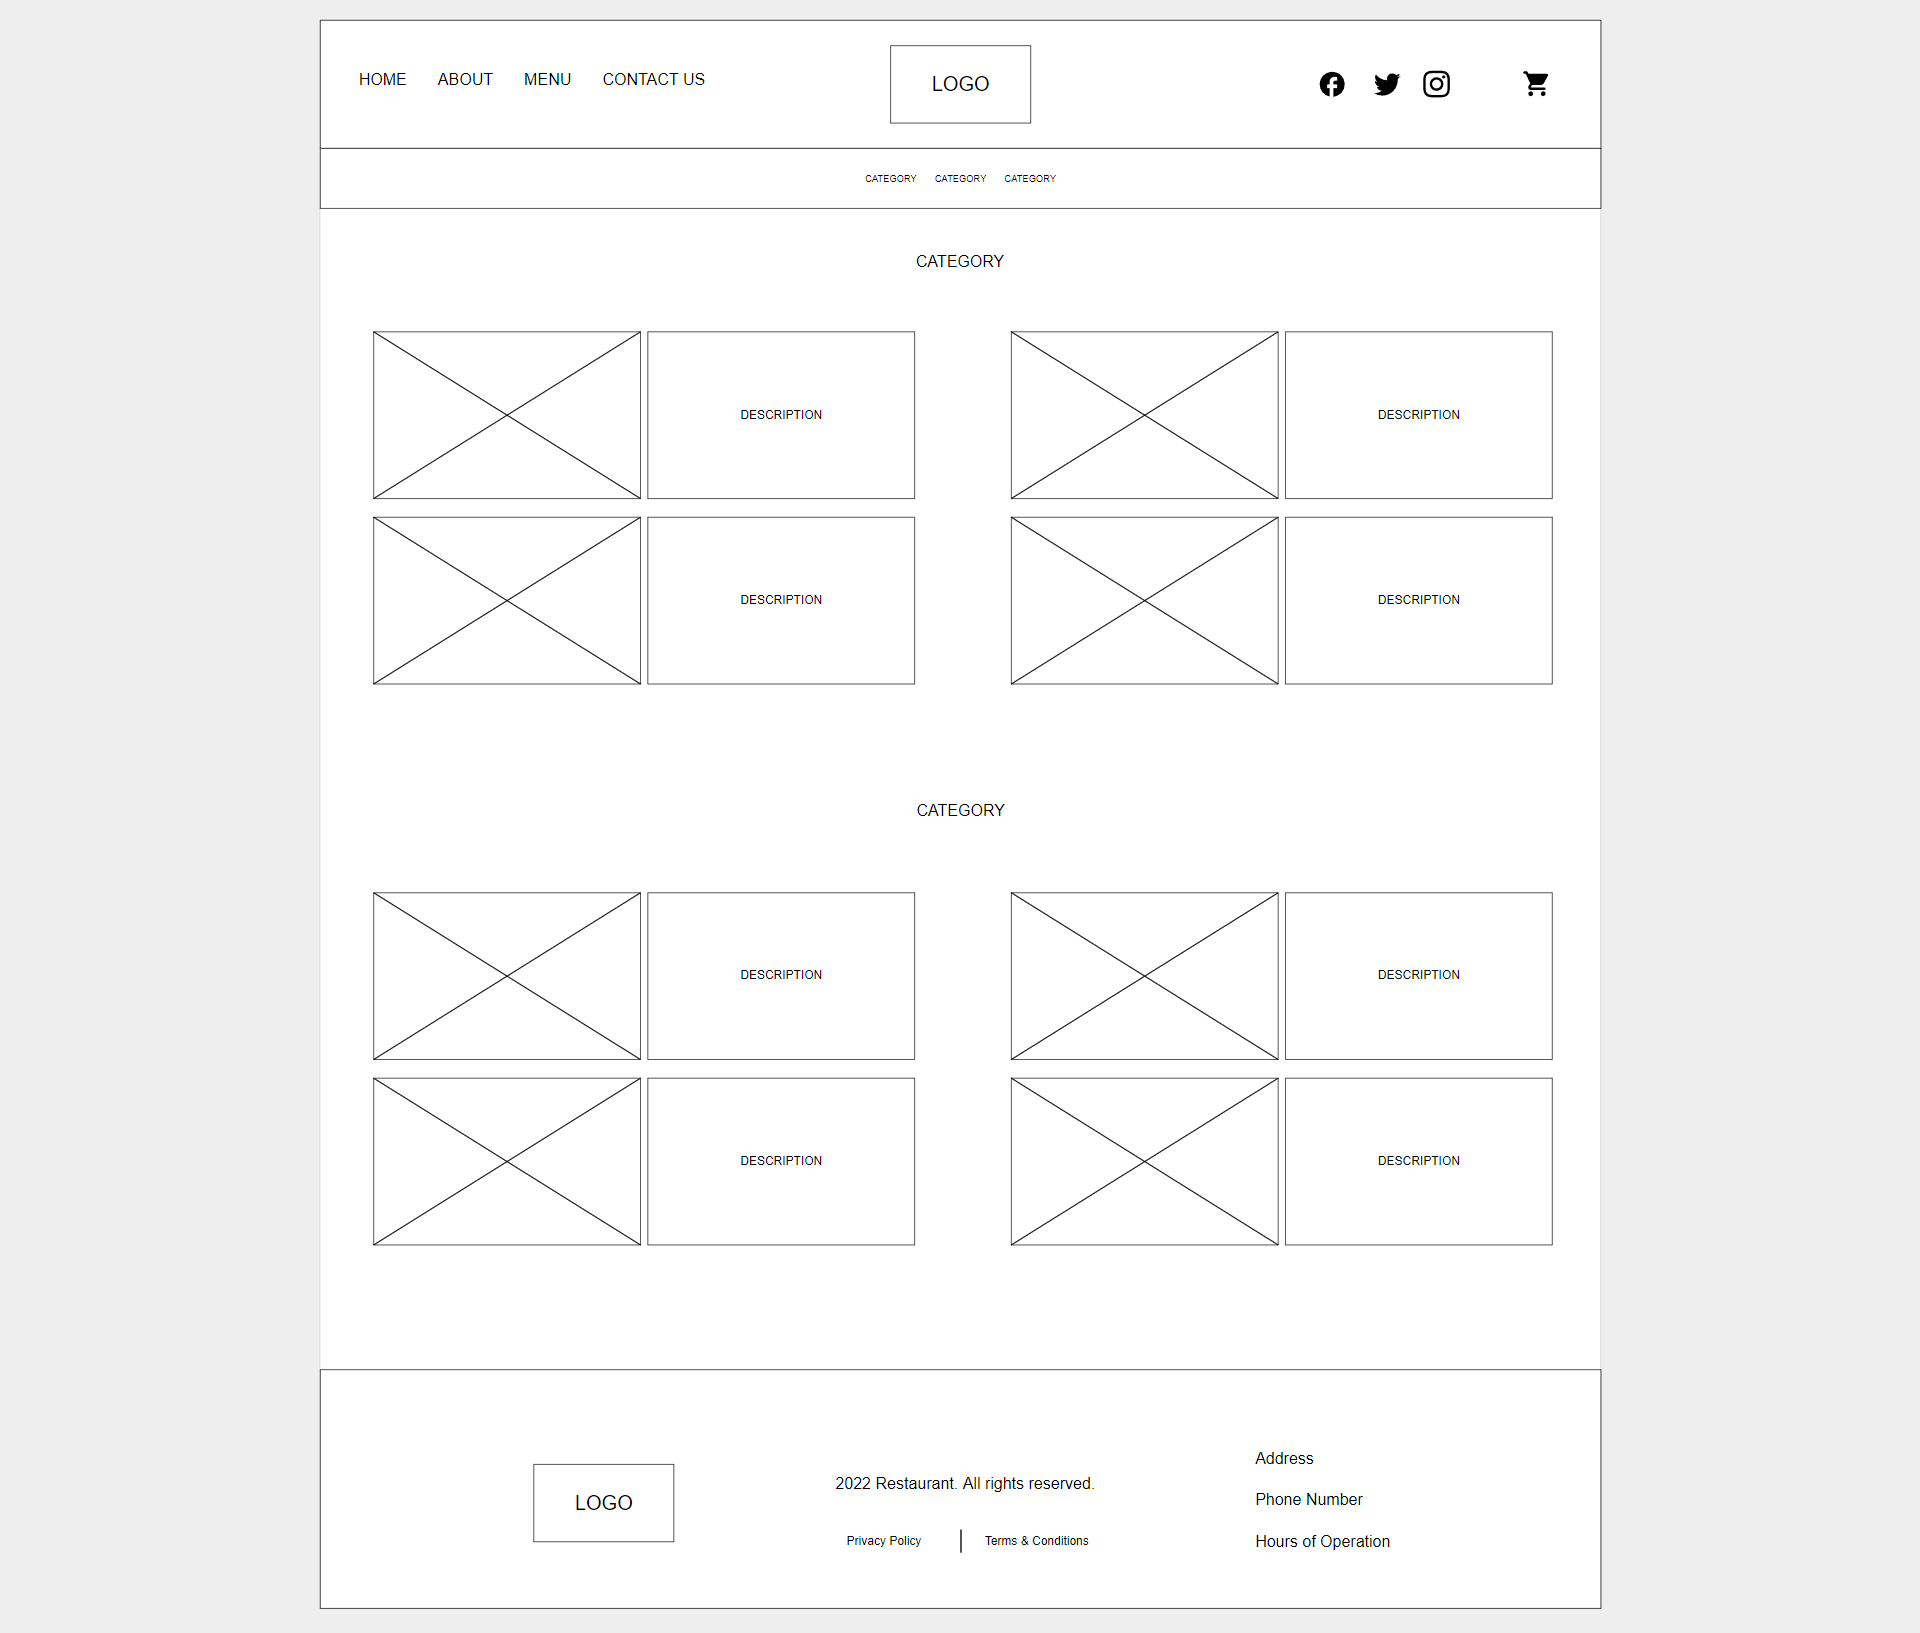 HOME ABOUT MENU CONTACT US LOGO
CATEGORY CATEGORY CATEGORY
CATEGORY
DESCRIPTION DESCRIPTION
DESCRIPTION DESCRIPTION
CATEGORY
DESCRIPTION DESCRIPTION
DESCRIPTION DESCRIPTION
LOGO
2022 Restaurant. All rights reserved.
Privacy Policy | Terms & Conditions
Address
Phone Number
Hours of Operation